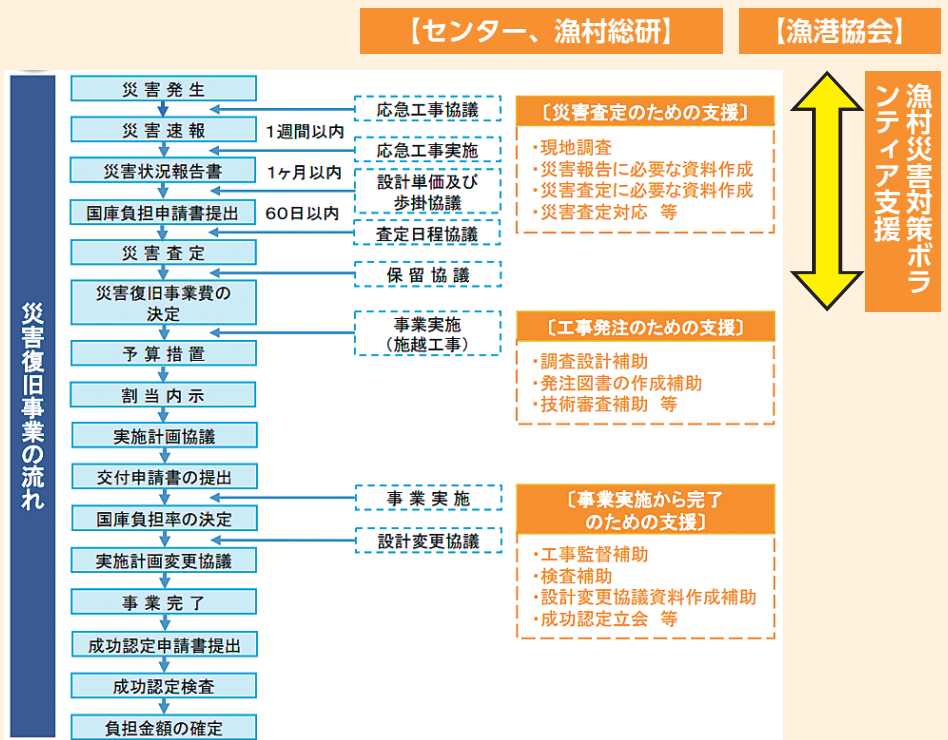 【センター、漁村総研】
【漁港協会】
災害復旧事業の流れ
災害発生
災害速報
1週間以内
災害状況報告書
1ヶ月以内
国庫負担申請書提出
60日以内
災害査定
災害復旧事業費の
決定
予算措置
割当内示
実施計画協議
交付申請書の提出
国庫負担率の決定
実施計画変更協議
事業完了
成功認定申請書提出
成功認定検査
負担金額の確定
応急工事協議
応急工事実施
設計単価及び
歩掛協議
査定日程協議
保留協議
事業実施
（施越工事）
事業実施
設計変更協議
〔災害査定のための支援〕
・現地調査
・災害報告に必要な資料作成
・災害査定に必要な資料作成
・災害査定対応 等
〔工事発注のための支援〕
・調査設計補助
・発注図書の作成補助
・技術審査補助 等
〔事業実施から完了
のための支援〕
・工事監督補助
・検査補助
・設計変更協議資料作成補助
・成功認定立会 等
漁村災害対策ボラ
ンティア支援